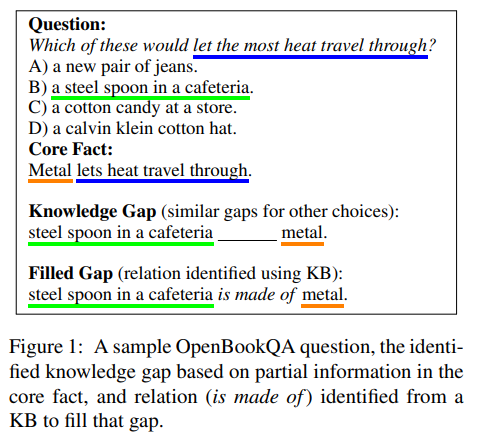 Question:
Which of these would let the most heat travel through?
A) a new pair of jeans.
B) a steel spoon in a cafeteria.
C) a cotton candy at a store.
D) a calvin klein cotton hat.
Core Fact:
Metal lets heat travel through.
Knowledge Gap (similar gaps for other choices):
steel spoon in a cafeteria ______ metal.
Filled Gap (relation identified using KB):
steel spoon in a cafeteria is made of metal.
Figure 1: A sample OpenBookQA question, the identi-
fied knowledge gap based on partial information in the
core fact, and relation (is made of) identified from a
KB to fill that gap.